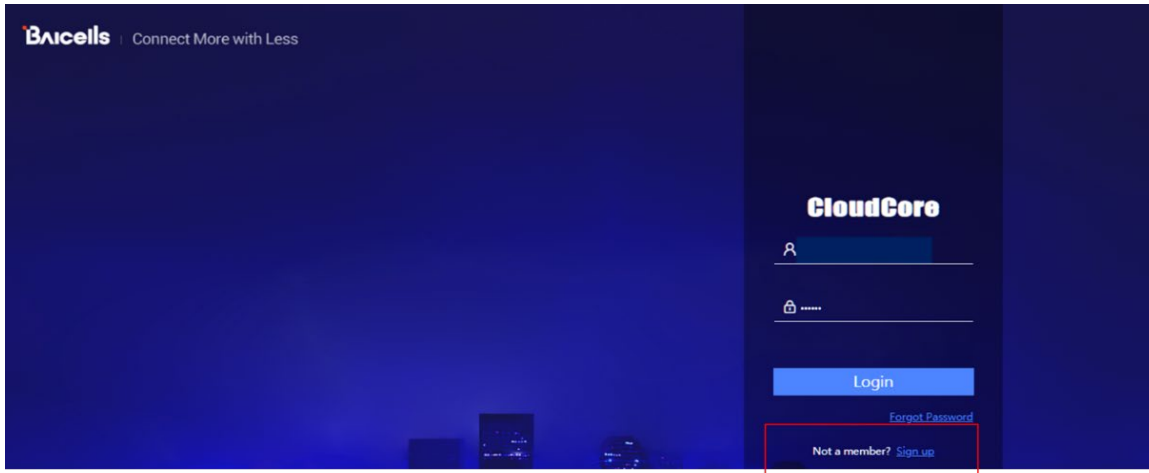 Baicells | Connect More with Less
CloudCore
Login
Forgot Password
Not a member? Sign up